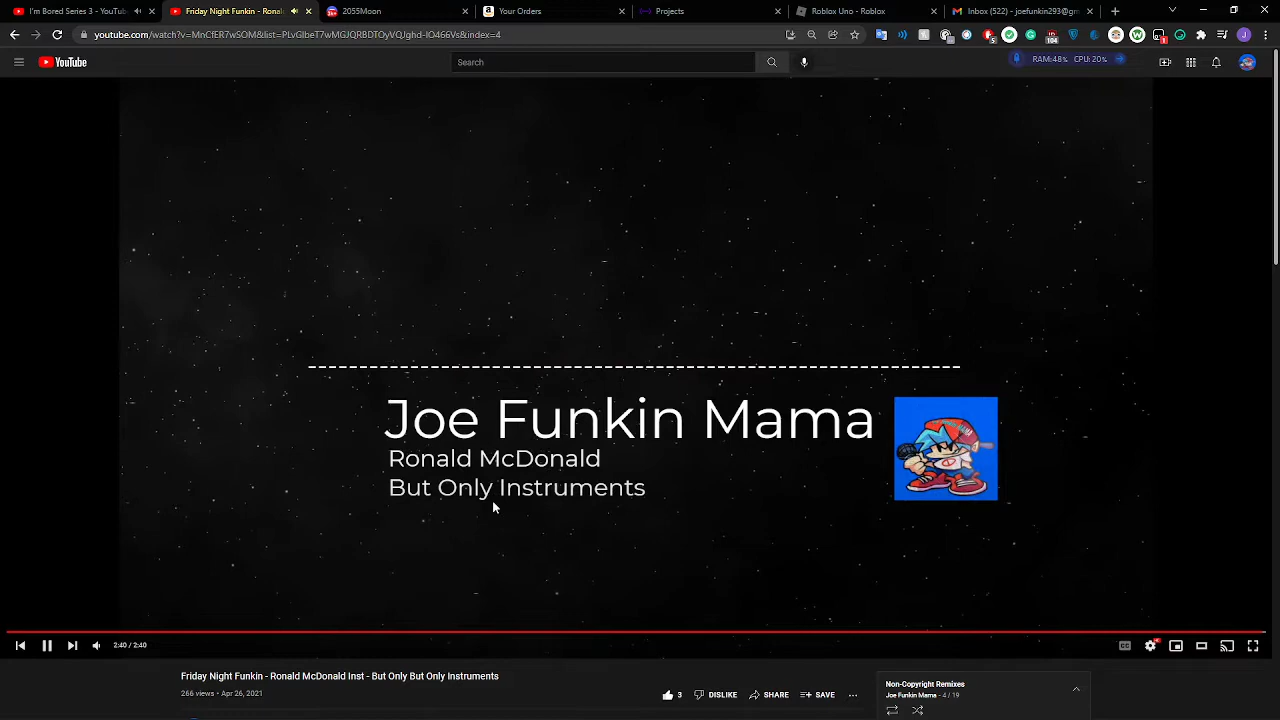 I'm Bored Series 3 - YouTub
Friday Night Funkin - Ronal
2055Moon
Your Orders
Projects
Roblox Uno - Roblox
Inbox (522) - joefunkin293@gm
youtube.com/watch?v=MnCfER7wSOM&list=PLvGIbeT7wMGJQRBDTOyVQJghd-IO466Vs&index=4
YouTube
Search
RAM:48% CPU:20%
Joe Funkin Mama
Ronald McDonald
But Only Instruments
2:40 / 2:40
Friday Night Funkin - Ronald McDonald Inst - But Only But Only Instruments
266 views • Apr 26, 2021
3
DISLIKE
SHARE
SAVE
Non-Copyright Remixes
Joe Funkin Mama - 4 / 19